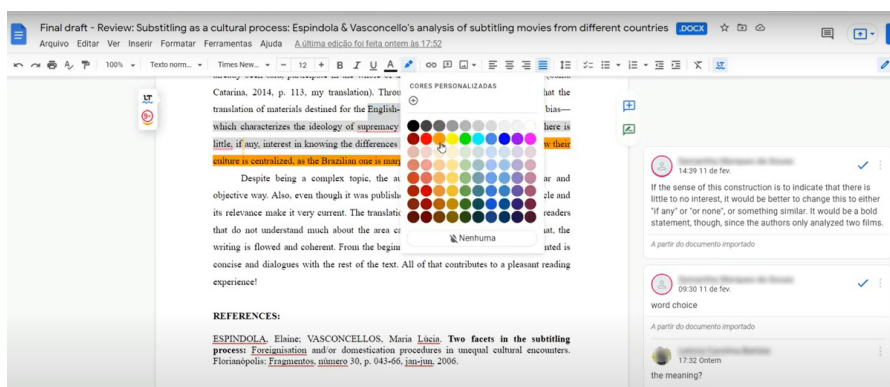 Final draft - Review: Substitling as a cultural process: Espindola & Vasconcello's analysis of subtitling movies from different countries .DOCX
Arquivo Editar Ver Inserir Formatar Ferramentas Ajuda A última edição foi feita ontem às 17:52
100% Texto norm... Times New... − 12 + B I U A
Catarina, 2014, p. 113, my translation). Throu hat the
translation of materials destined for the English- bias—
which characterizes the ideology of supremacy here is
little, if any, interest in knowing the differences w their
culture is centralized, as the Brazilian one is marg
Despite being a complex topic, the au ar and
objective way. Also, even though it was publishe cle and
its relevance make it very current. The translatio readers
that do not understand much about the area ca hat, the
writing is flowed and coherent. From the beginn nted is
concise and dialogues with the rest of the text. All of that contributes to a pleasant reading
experience!
REFERENCES:
ESPINDOLA, Elaine; VASCONCELLOS, Maria Lúcia. Two facets in the subtitling
process: Foreignisation and/or domestication procedures in unequal cultural encounters.
Florianópolis: Fragmentos, número 30, p. 043-66, jan-jun, 2006.
CORES PERSONALIZADAS
Nenhuma
LT
9+
14:39 11 de fev.
If the sense of this construction is to indicate that there is
little to no interest, it would be better to change this to either
"if any" or "or none", or something similar. It would be a bold
statement, though, since the authors only analyzed two films.
A partir do documento importado
09:30 11 de fev.
word choice
A partir do documento importado
17:32 Ontem
the meaning?